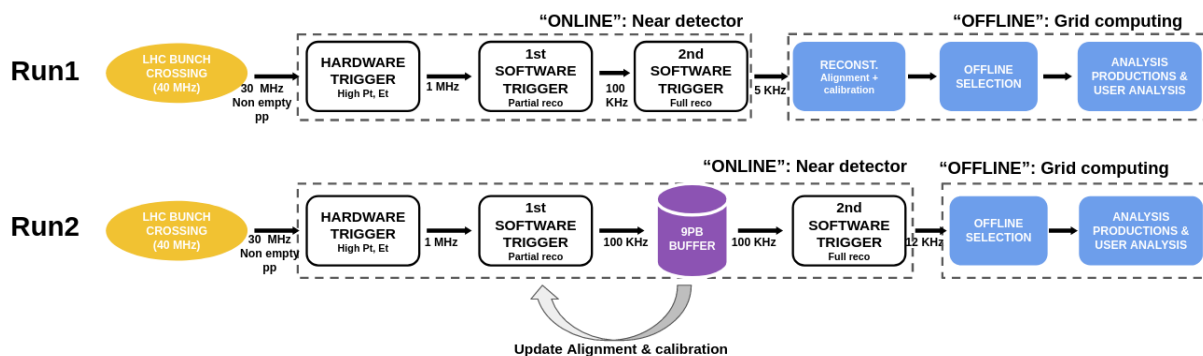 “ONLINE”: Near detector
“OFFLINE”: Grid computing
Run1
LHC BUNCH
CROSSING
(40 MHz)
30 MHz
Non empty
pp
HARDWARE
TRIGGER
High Pt, Et
1 MHz
1st
SOFTWARE
TRIGGER
Partial reco
100
KHz
2nd
SOFTWARE
TRIGGER
Full reco
5 KHz
RECONST.
Alignment +
calibration
OFFLINE
SELECTION
ANALYSIS
PRODUCTIONS &
USER ANALYSIS
“ONLINE”: Near detector
“OFFLINE”: Grid computing
Run2
LHC BUNCH
CROSSING
(40 MHz)
30 MHz
Non empty
pp
HARDWARE
TRIGGER
High Pt, Et
1 MHz
1st
SOFTWARE
TRIGGER
Partial reco
100 KHz
9PB
BUFFER
100 KHz
2nd
SOFTWARE
TRIGGER
Full reco
12 KHz
OFFLINE
SELECTION
ANALYSIS
PRODUCTIONS
& USER ANALYSIS
Update Alignment & calibration